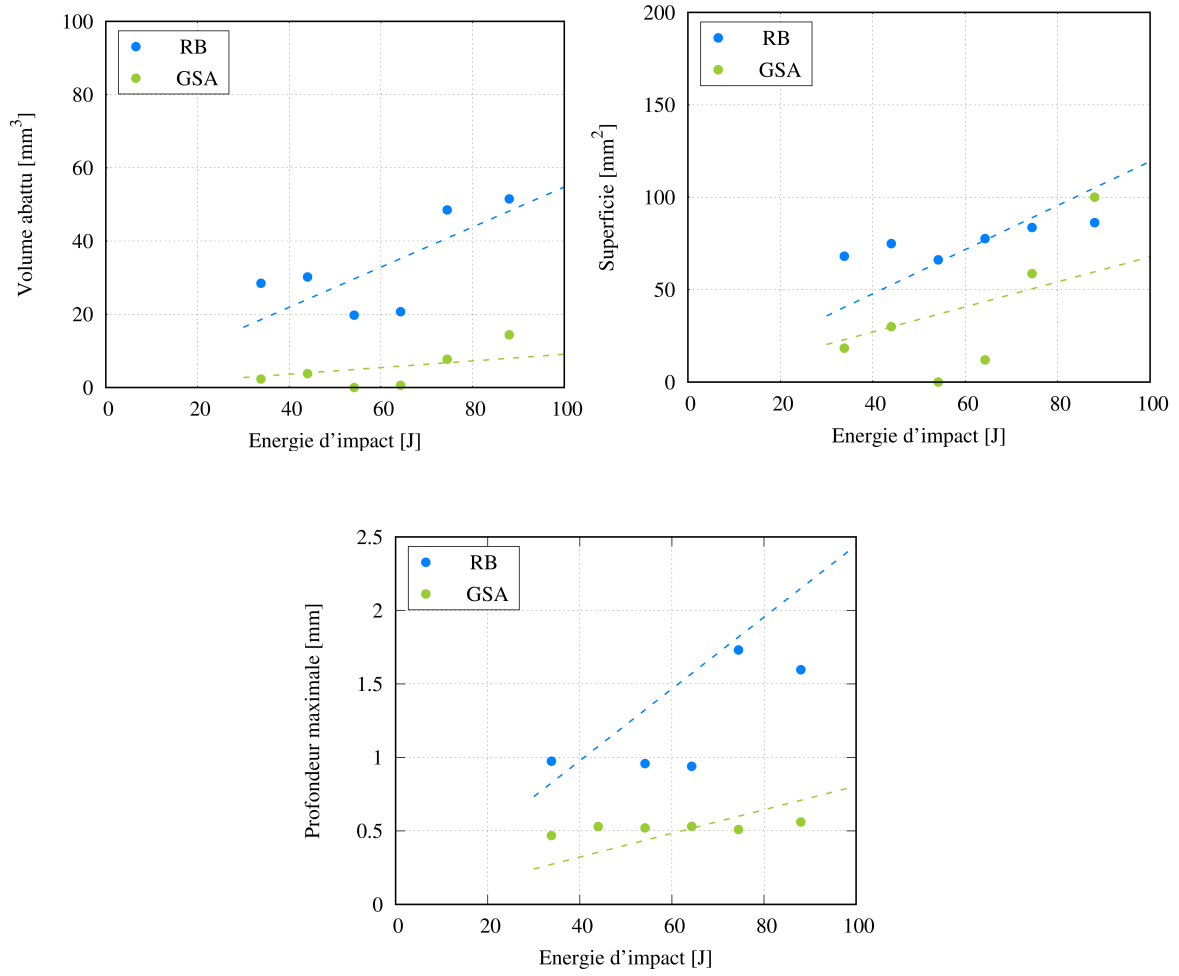 100
80
60
40
20
0
Volume abattu [mm³]
RB
GSA
0 20 40 60 80 100
Energie d’impact [J]
200
150
100
50
0
Superficie [mm²]
RB
GSA
0 20 40 60 80 100
Energie d’impact [J]
2.5
2
1.5
1
0.5
0
Profondeur maximale [mm]
RB
GSA
0 20 40 60 80 100
Energie d’impact [J]